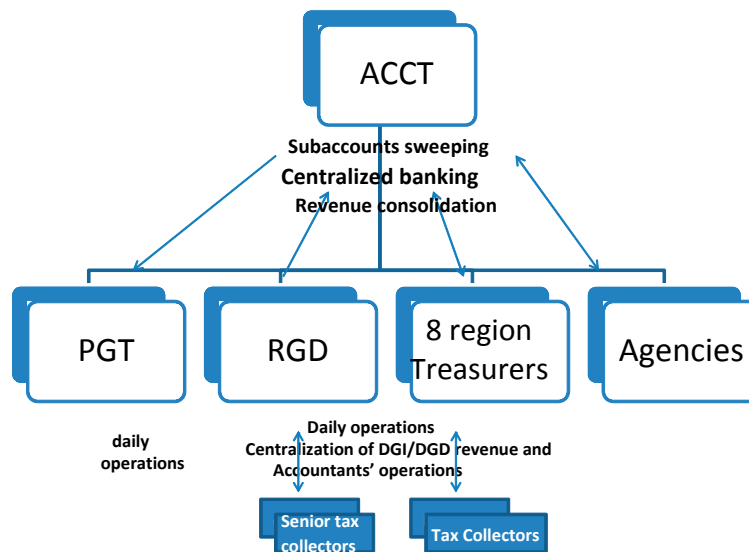 ACCT
Subaccounts sweeping
Centralized banking
Revenue consolidation
PGT
RGD
8 region
Treasurers
Agencies
daily
operations
Daily operations
Centralization of DGI/DGD revenue and
Accountants' operations
Senior tax
collectors
Tax Collectors